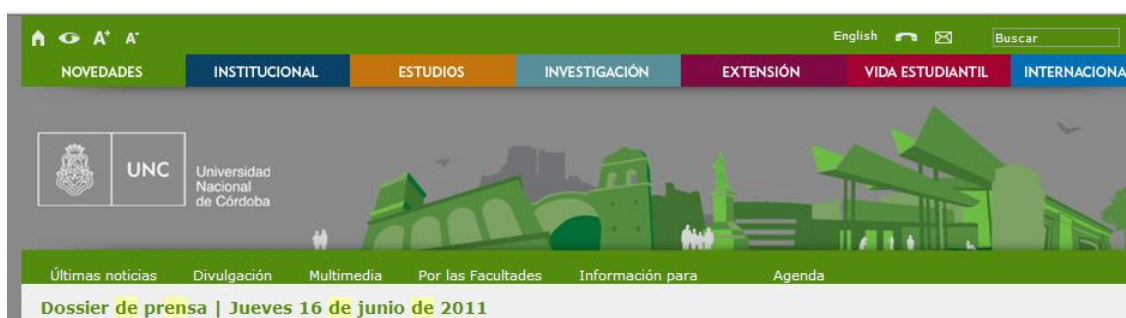 A+ A-
English
Buscar
NOVEDADES INSTITUCIONAL ESTUDIOS INVESTIGACIÓN EXTENSIÓN VIDA ESTUDIANTIL INTERNACIONA
UNC
Universidad
Nacional
de Córdoba
Últimas noticias Divulgación Multimedia Por las Facultades Información para Agenda
Dossier de prensa | Jueves 16 de junio de 2011